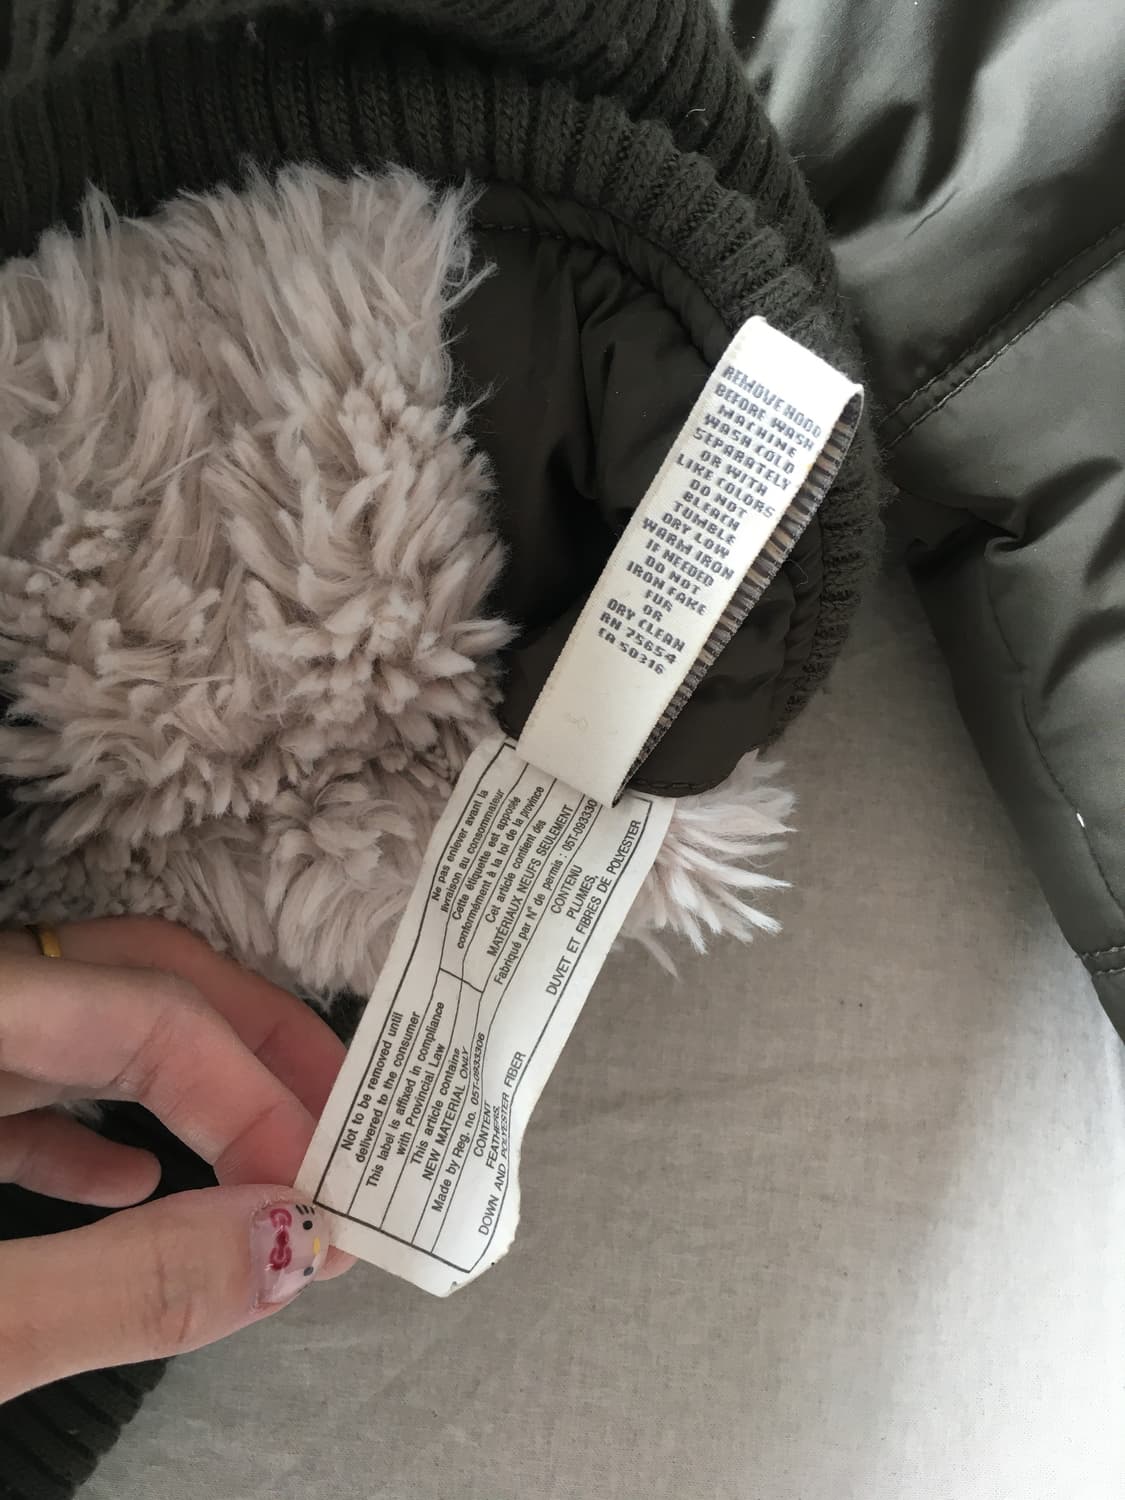 REMOVE HOOD
BEFORE WASH
MACHINE
WASH COLD
SEPARATELY
OR WITH
LIKE COLORS
DO NOT
BLEACH
TUMBLE
DRY LOW
WARM IRON
IF NEEDED
DO NOT
IRON FAKE
FUR
OR
DRY CLEAN
RN 75654
CA 50316
Not to be removed until
delivered to the consumer
This label is affixed in compliance
with Provincial Law
This article contains
NEW MATERIAL ONLY
Made by Reg. no. 05T-0933306
CONTENT
FEATHERS,
DOWN AND POLYESTER FIBER
Ne pas enlever avant la
livraison au consommateur
Cette étiquette est apposée
conformément à la loi de la province
Cet article contient des
MATÉRIAUX NEUFS SEULEMENT
Fabriqué par N° de permis : 05T-093330
CONTENU
PLUMES,
DUVET ET FIBRES DE POLYESTER